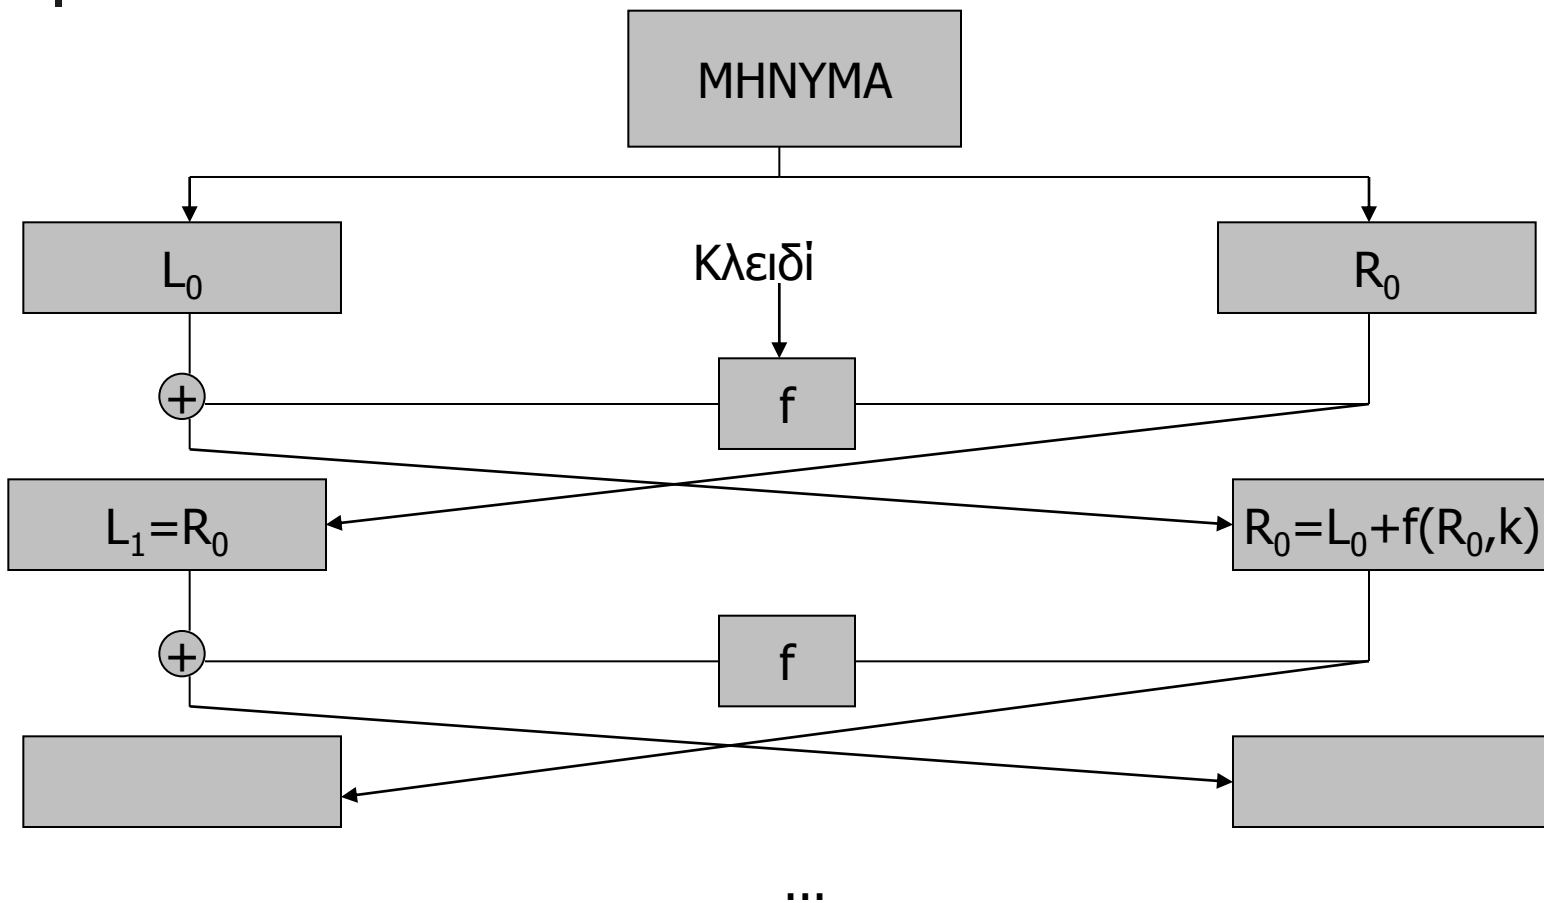 ΜΗΝΥΜΑ
L₀
Κλειδί
R₀
+
f
L₁=R₀
R₀=L₀+f(R₀,k)
+
f
...